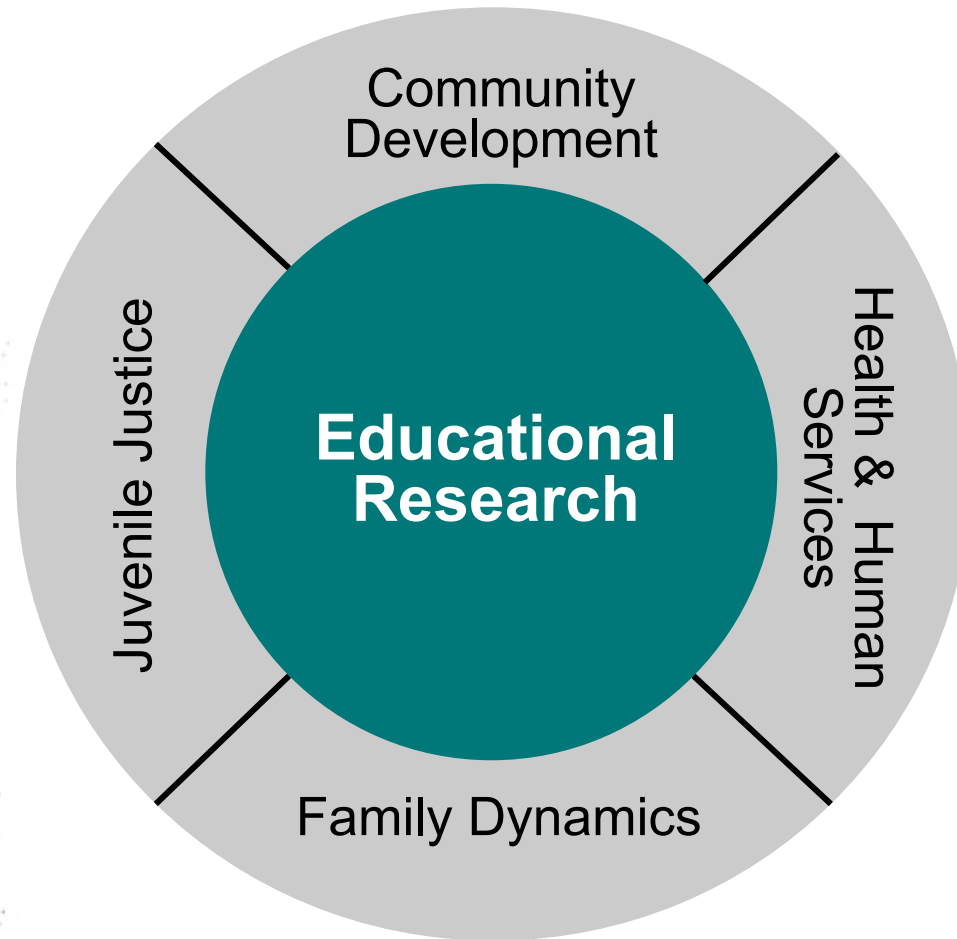 Community
Development
Health & Human
Services
Educational
Research
Juvenile Justice
Family Dynamics